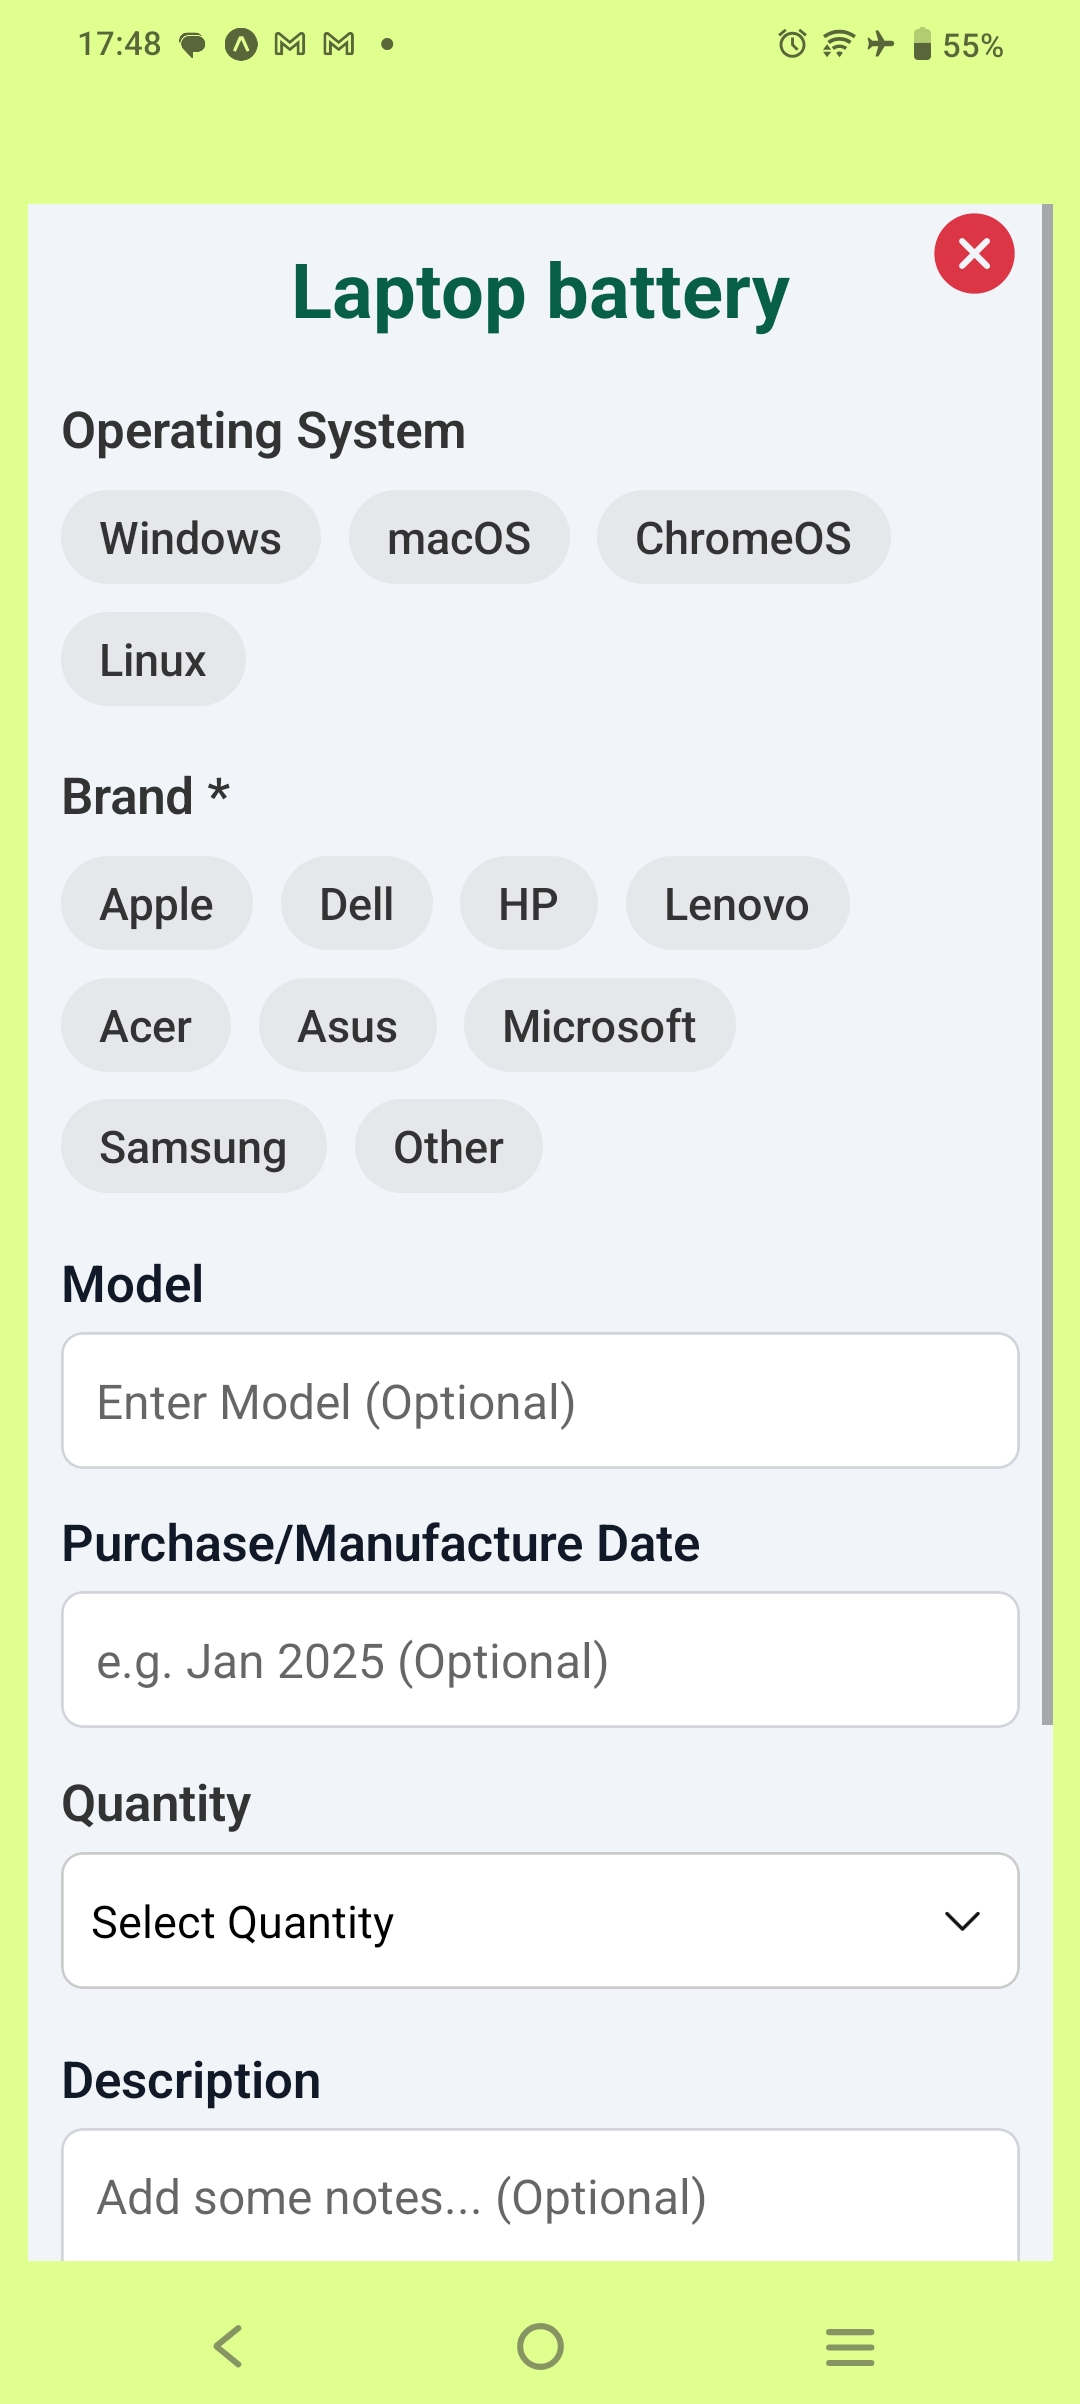 17:48 55%
Laptop battery
Operating System
Windows macOS ChromeOS
Linux
Brand *
Apple Dell HP Lenovo
Acer Asus Microsoft
Samsung Other
Model
Enter Model (Optional)
Purchase/Manufacture Date
e.g. Jan 2025 (Optional)
Quantity
Select Quantity
Description
Add some notes... (Optional)